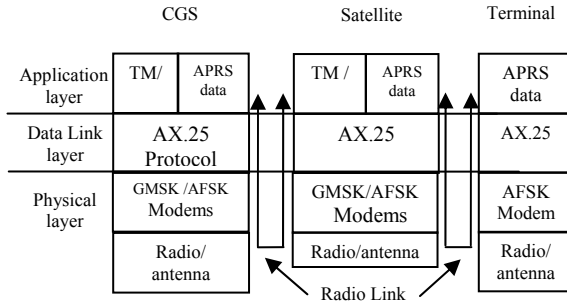 CGS Satellite Terminal
Application layer
TM/ APRS data TM / APRS data APRS data
Data Link layer
AX.25 Protocol AX.25 AX.25
Physical layer
GMSK /AFSK Modems GMSK/AFSK Modems AFSK Modem
Radio/ antenna Radio/antenna Radio/ antenna
Radio Link